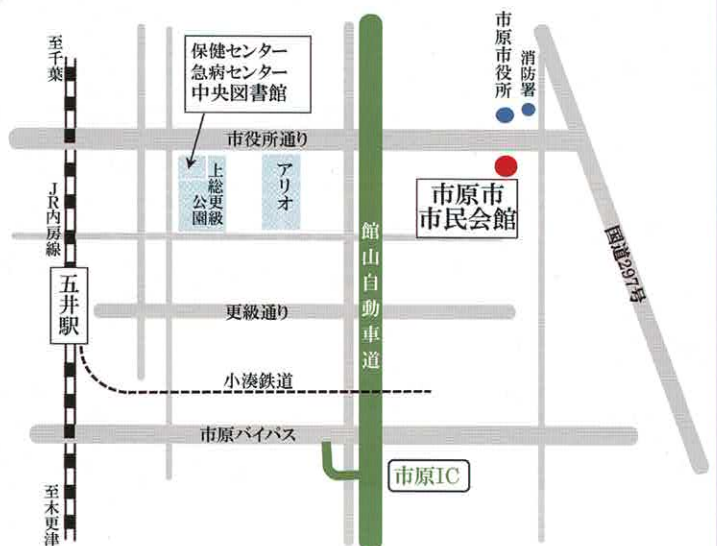 至千葉
保健センター
急病センター
中央図書館
市原市役所
消防署
市役所通り
上総更級
公園
アリオ
市原市
市民会館
JR内房線
館山自動車道
国道297号
五井駅
更級通り
小湊鉄道
市原バイパス
市原IC
至木更津